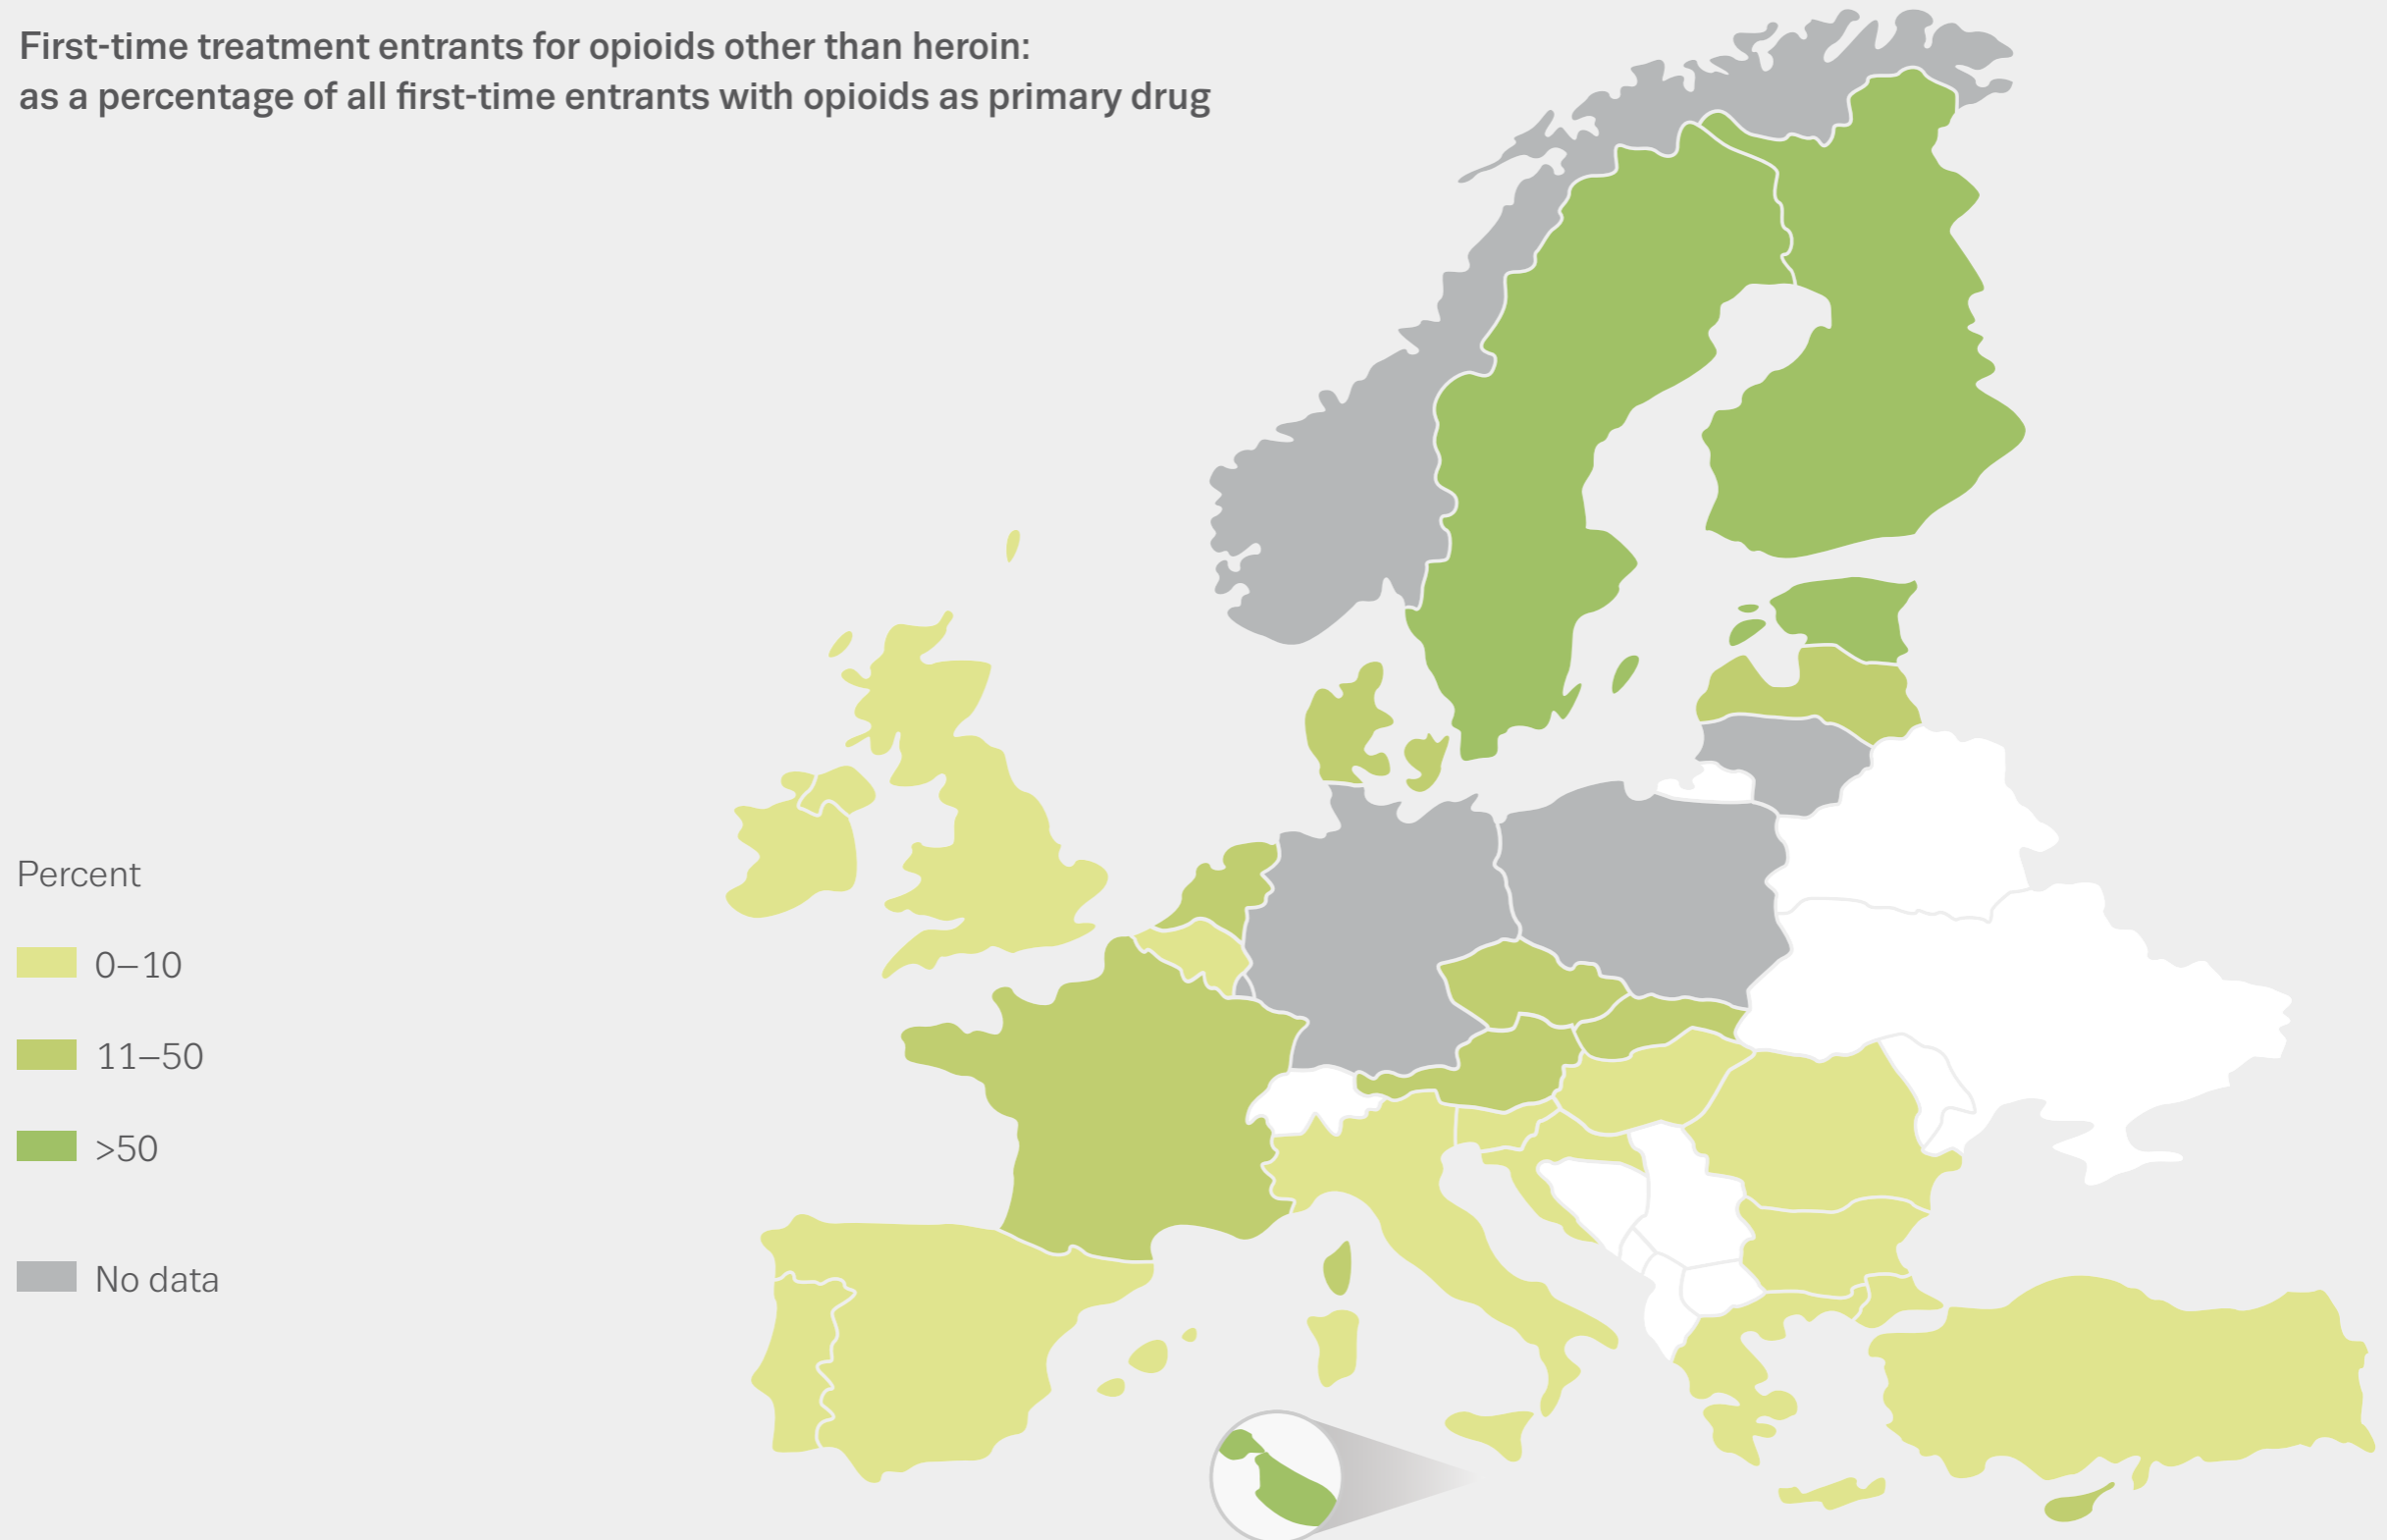 First-time treatment entrants for opioids other than heroin:
as a percentage of all first-time entrants with opioids as primary drug
Percent
0–10
11–50
>50
No data